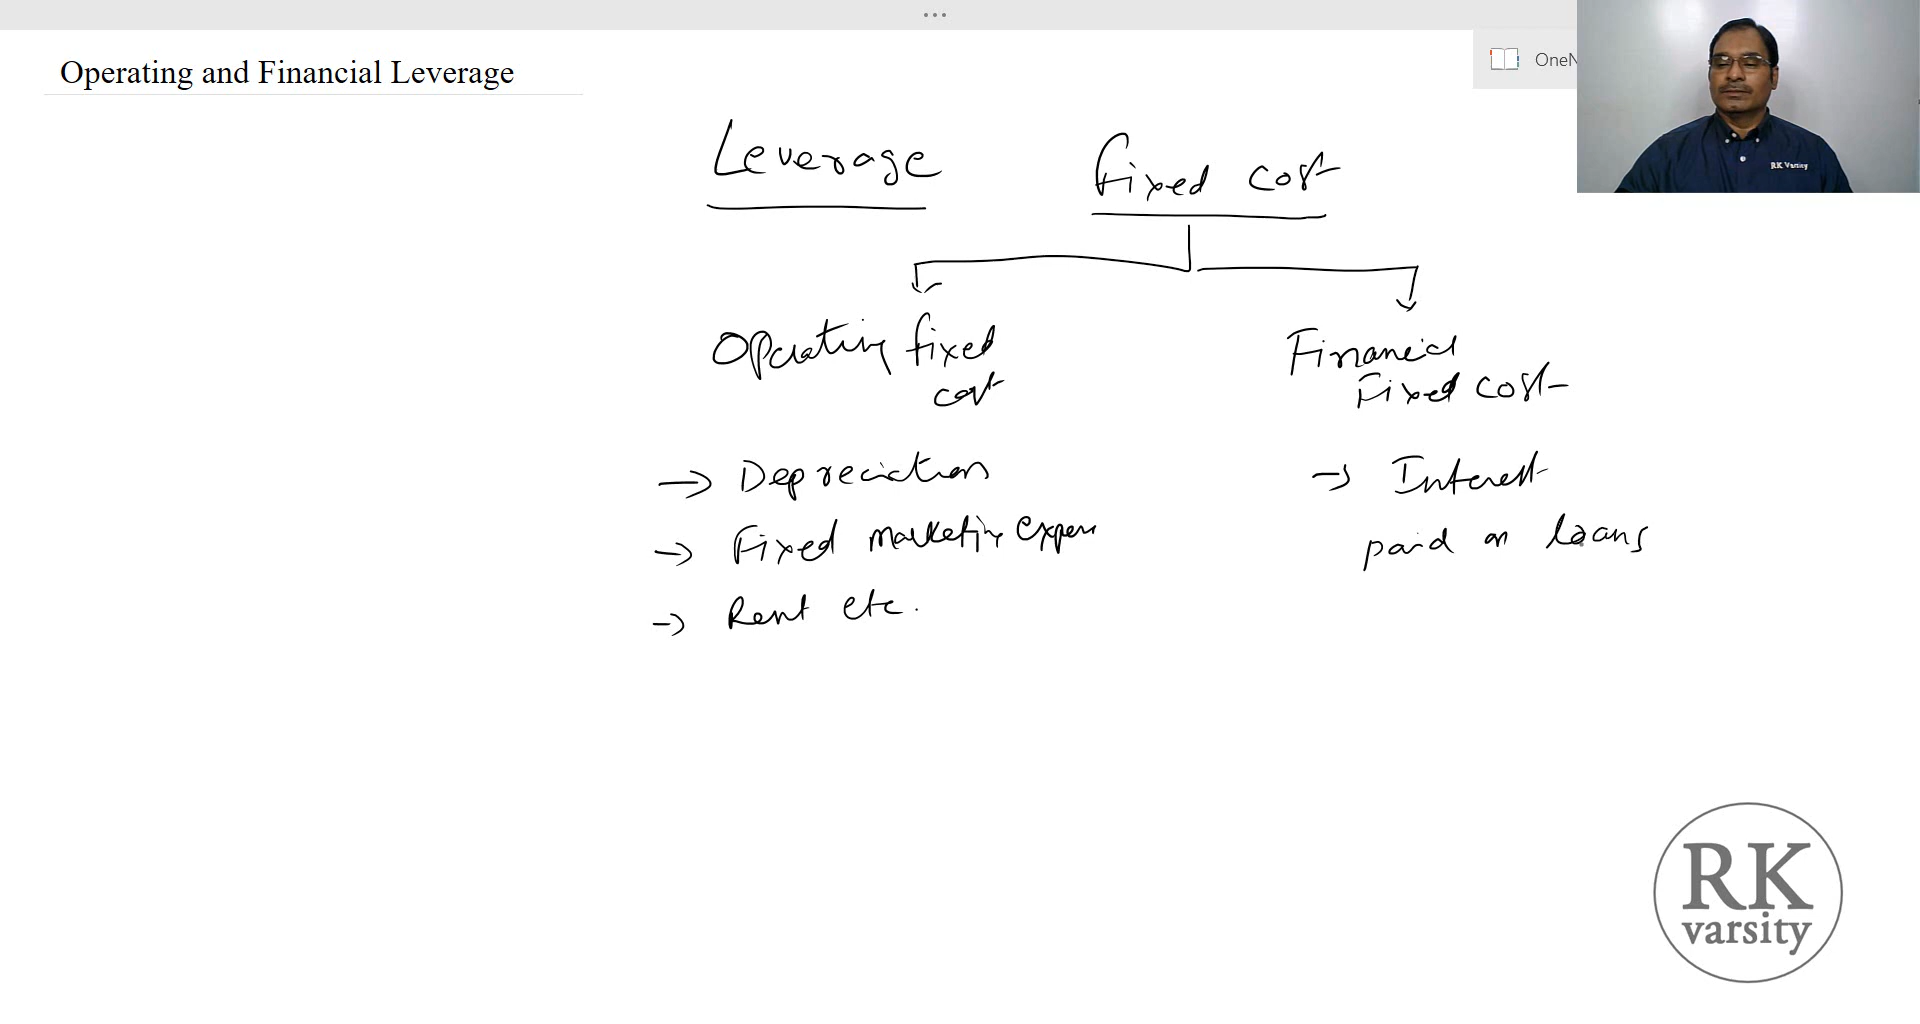 Operating and Financial Leverage
OneN
RK Varsity
Leverage
Fixed cost
Operating fixed
cost
Financial
Fixed cost
→ Depreciation
→ Fixed marketing expen
→ Rent etc.
→ Interest
paid on loans
RK
varsity